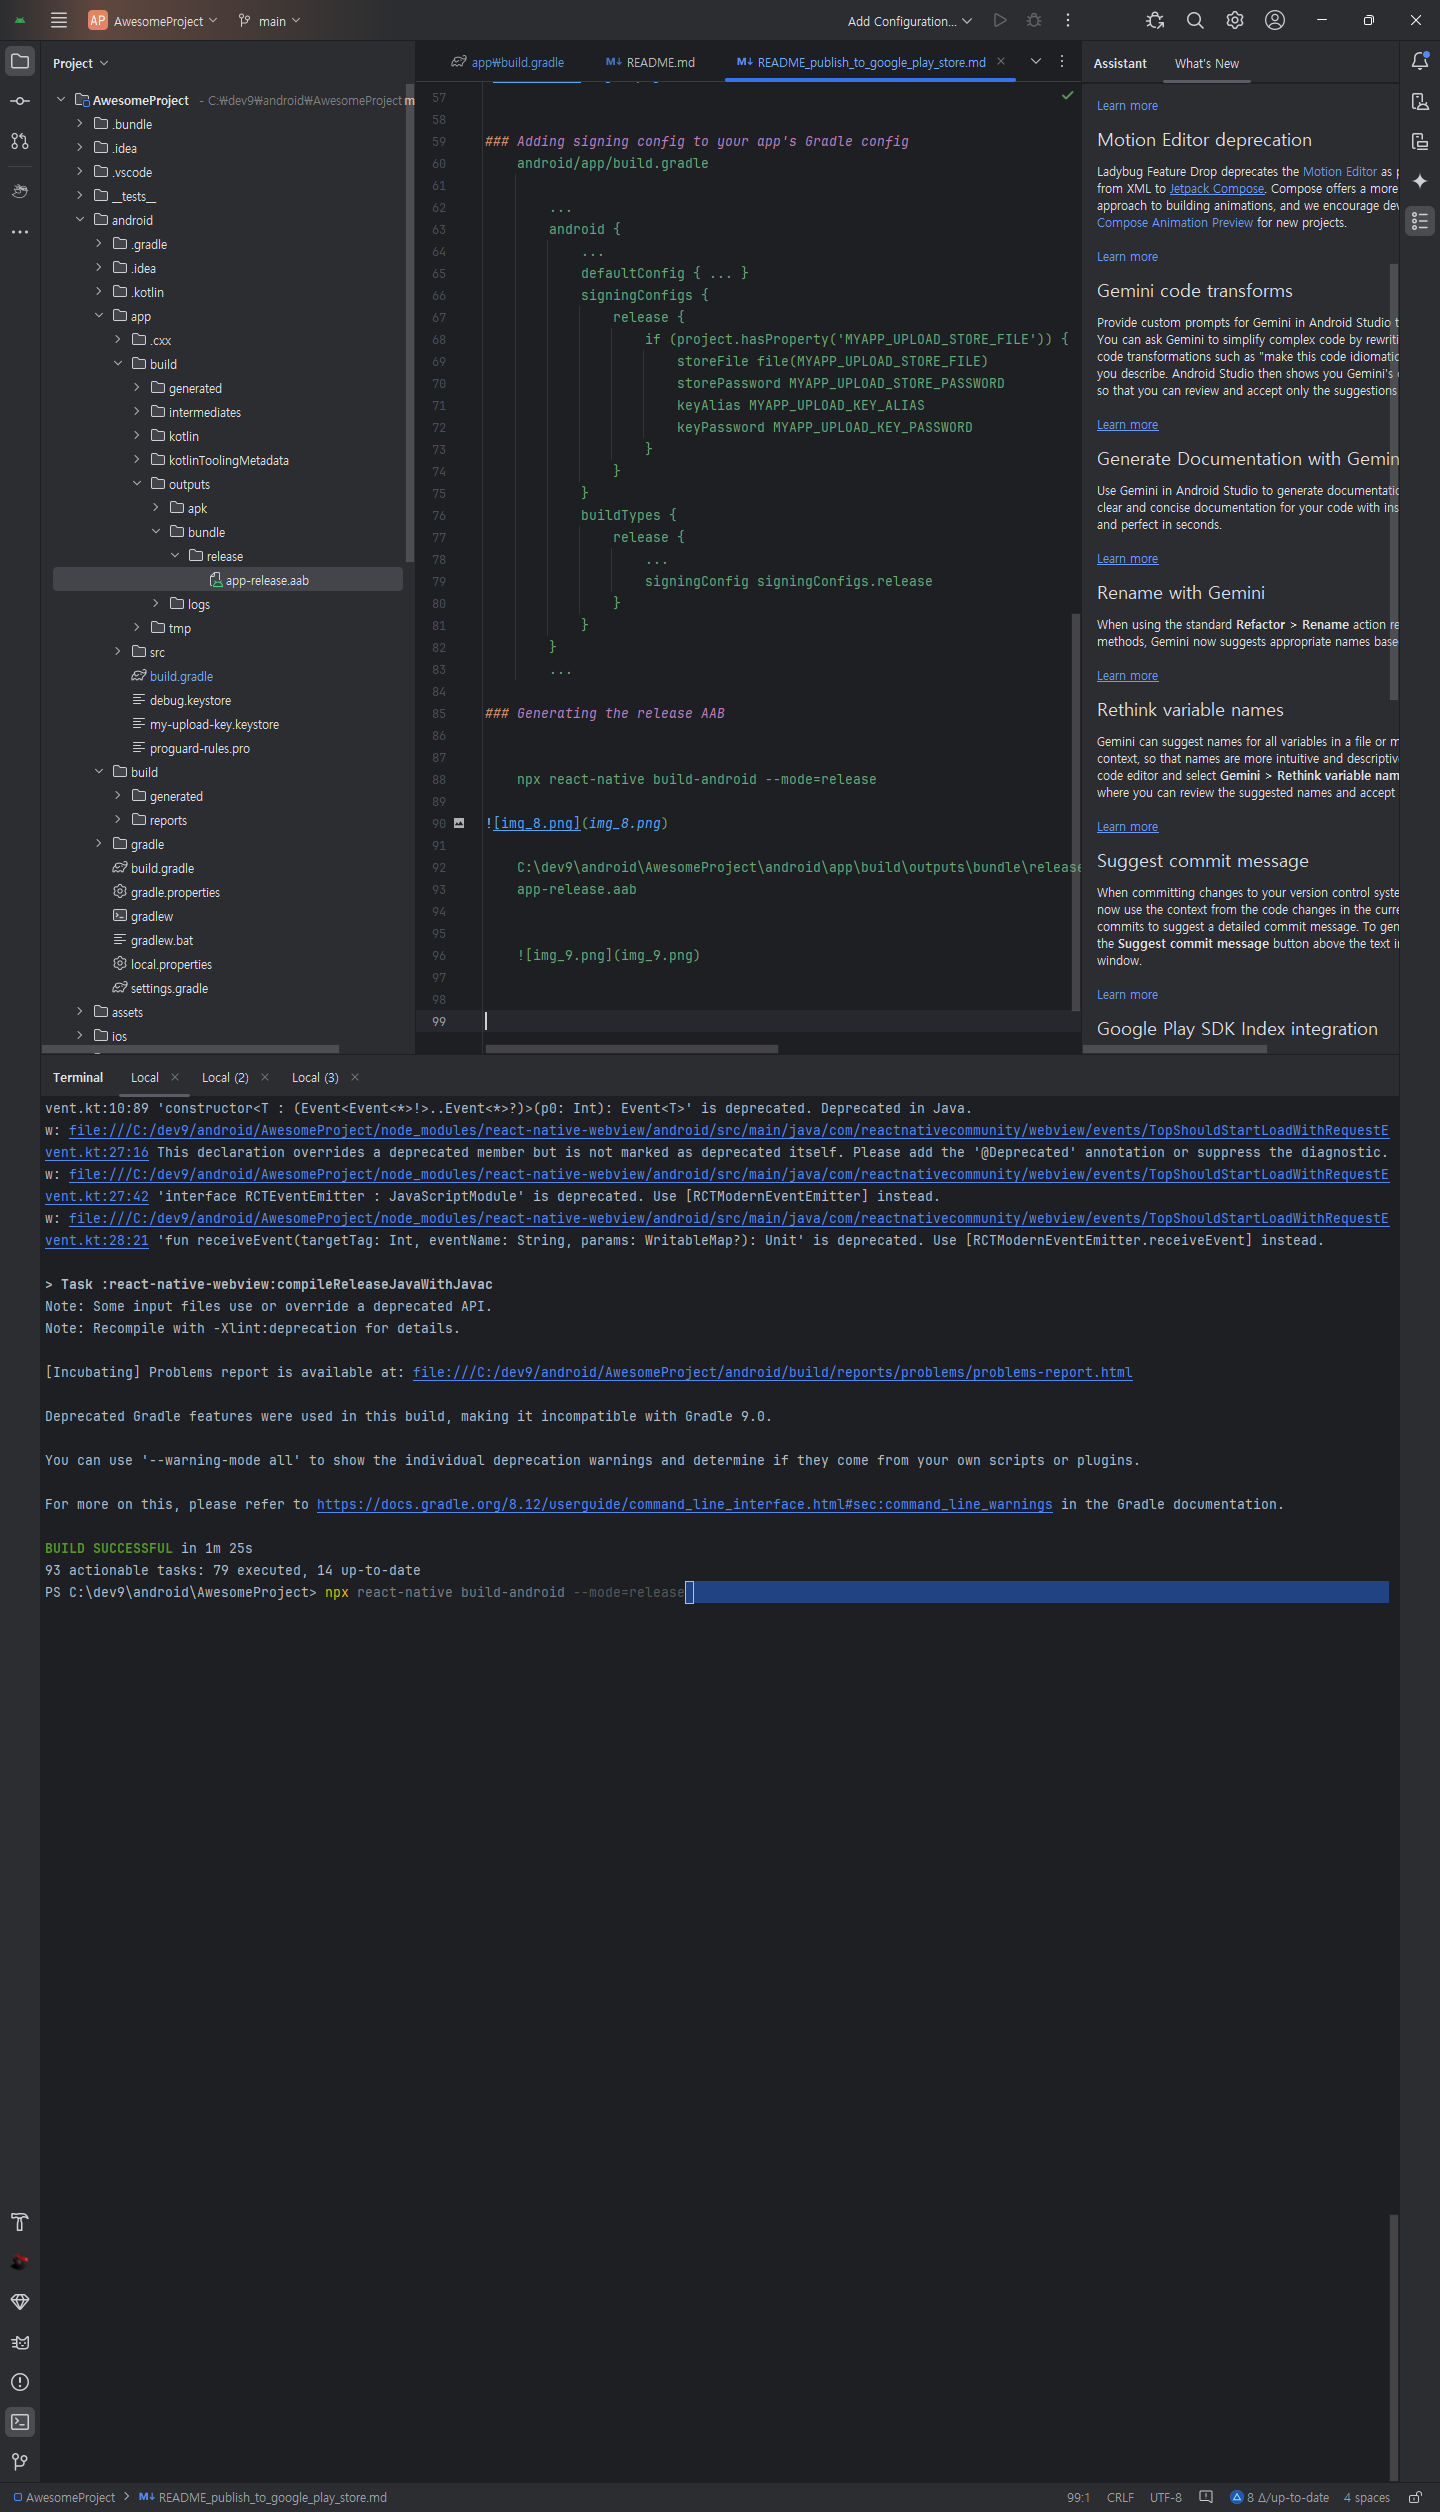 AP AwesomeProject main Add Configuration...
Project
AwesomeProject - C:￦dev9￦android￦AwesomeProject
.bundle
.idea
.vscode
__tests__
android
.gradle
.idea
.kotlin
app
.cxx
build
generated
intermediates
kotlin
kotlinToolingMetadata
outputs
apk
bundle
release
app-release.aab
logs
tmp
src
build.gradle
debug.keystore
my-upload-key.keystore
proguard-rules.pro
build
generated
reports
gradle
build.gradle
gradle.properties
gradlew
gradlew.bat
local.properties
settings.gradle
assets
ios
app￦build.gradle M↓ README.md M↓ README_publish_to_google_play_store.md
57
58
59 ### Adding signing config to your app's Gradle config
60 android/app/build.gradle
61
62 ...
63 android {
64 ...
65 defaultConfig { ... }
66 signingConfigs {
67 release {
68 if (project.hasProperty('MYAPP_UPLOAD_STORE_FILE')) {
69 storeFile file(MYAPP_UPLOAD_STORE_FILE)
70 storePassword MYAPP_UPLOAD_STORE_PASSWORD
71 keyAlias MYAPP_UPLOAD_KEY_ALIAS
72 keyPassword MYAPP_UPLOAD_KEY_PASSWORD
73 }
74 }
75 }
76 buildTypes {
77 release {
78 ...
79 signingConfig signingConfigs.release
80 }
81 }
82 }
83 ...
84
85 ### Generating the release AAB
86
87
88 npx react-native build-android --mode=release
89
90 ![img_8.png](img_8.png)
91
92 C:\dev9\android\AwesomeProject\android\app\build\outputs\bundle\release
93 app-release.aab
94
95
96 ![img_9.png](img_9.png)
97
98
99
Assistant What's New
Learn more
Motion Editor deprecation
Ladybug Feature Drop deprecates the Motion Editor as
from XML to Jetpack Compose. Compose offers a more
approach to building animations, and we encourage
Compose Animation Preview for new projects.
Learn more
Gemini code transforms
Provide custom prompts for Gemini in Android Studio
You can ask Gemini to simplify complex code by
code transformations such as "make this code
you describe. Android Studio then shows you Gemini's
so that you can review and accept only the suggestions
Learn more
Generate Documentation with
Use Gemini in Android Studio to generate
clear and concise documentation for your code with
and perfect in seconds.
Learn more
Rename with Gemini
When using the standard Refactor > Rename action
methods, Gemini now suggests appropriate names
Learn more
Rethink variable names
Gemini can suggest names for all variables in a file or
context, so that names are more intuitive and
code editor and select Gemini > Rethink variable
where you can review the suggested names and accept
Learn more
Suggest commit message
When committing changes to your version control
now use the context from the code changes in the
commits to suggest a detailed commit message. To
the Suggest commit message button above the text
window.
Learn more
Google Play SDK Index integration
Terminal Local Local (2) Local (3)
vent.kt:10:89 'constructor<T : (Event<Event<*>!>..Event<*>?)>(p0: Int): Event<T>' is deprecated. Deprecated in Java.
w: file:///C:/dev9/android/AwesomeProject/node_modules/react-native-webview/android/src/main/java/com/reactnativecommunity/webview/events/TopShouldStartLoadWithRequestE
vent.kt:27:16 This declaration overrides a deprecated member but is not marked as deprecated itself. Please add the '@Deprecated' annotation or suppress the diagnostic.
w: file:///C:/dev9/android/AwesomeProject/node_modules/react-native-webview/android/src/main/java/com/reactnativecommunity/webview/events/TopShouldStartLoadWithRequestE
vent.kt:27:42 'interface RCTEventEmitter : JavaScriptModule' is deprecated. Use [RCTModernEventEmitter] instead.
w: file:///C:/dev9/android/AwesomeProject/node_modules/react-native-webview/android/src/main/java/com/reactnativecommunity/webview/events/TopShouldStartLoadWithRequestE
vent.kt:28:21 'fun receiveEvent(targetTag: Int, eventName: String, params: WritableMap?): Unit' is deprecated. Use [RCTModernEventEmitter.receiveEvent] instead.
> Task :react-native-webview:compileReleaseJavaWithJavac
Note: Some input files use or override a deprecated API.
Note: Recompile with -Xlint:deprecation for details.
[Incubating] Problems report is available at: file:///C:/dev9/android/AwesomeProject/android/build/reports/problems/problems-report.html
Deprecated Gradle features were used in this build, making it incompatible with Gradle 9.0.
You can use '--warning-mode all' to show the individual deprecation warnings and determine if they come from your own scripts or plugins.
For more on this, please refer to https://docs.gradle.org/8.12/userguide/command_line_interface.html#sec:command_line_warnings in the Gradle documentation.
BUILD SUCCESSFUL in 1m 25s
93 actionable tasks: 79 executed, 14 up-to-date
PS C:\dev9\android\AwesomeProject> npx react-native build-android --mode=release
AwesomeProject > M↓ README_publish_to_google_play_store.md 99:1 CRLF UTF-8 8 Δ/up-to-date 4 spaces